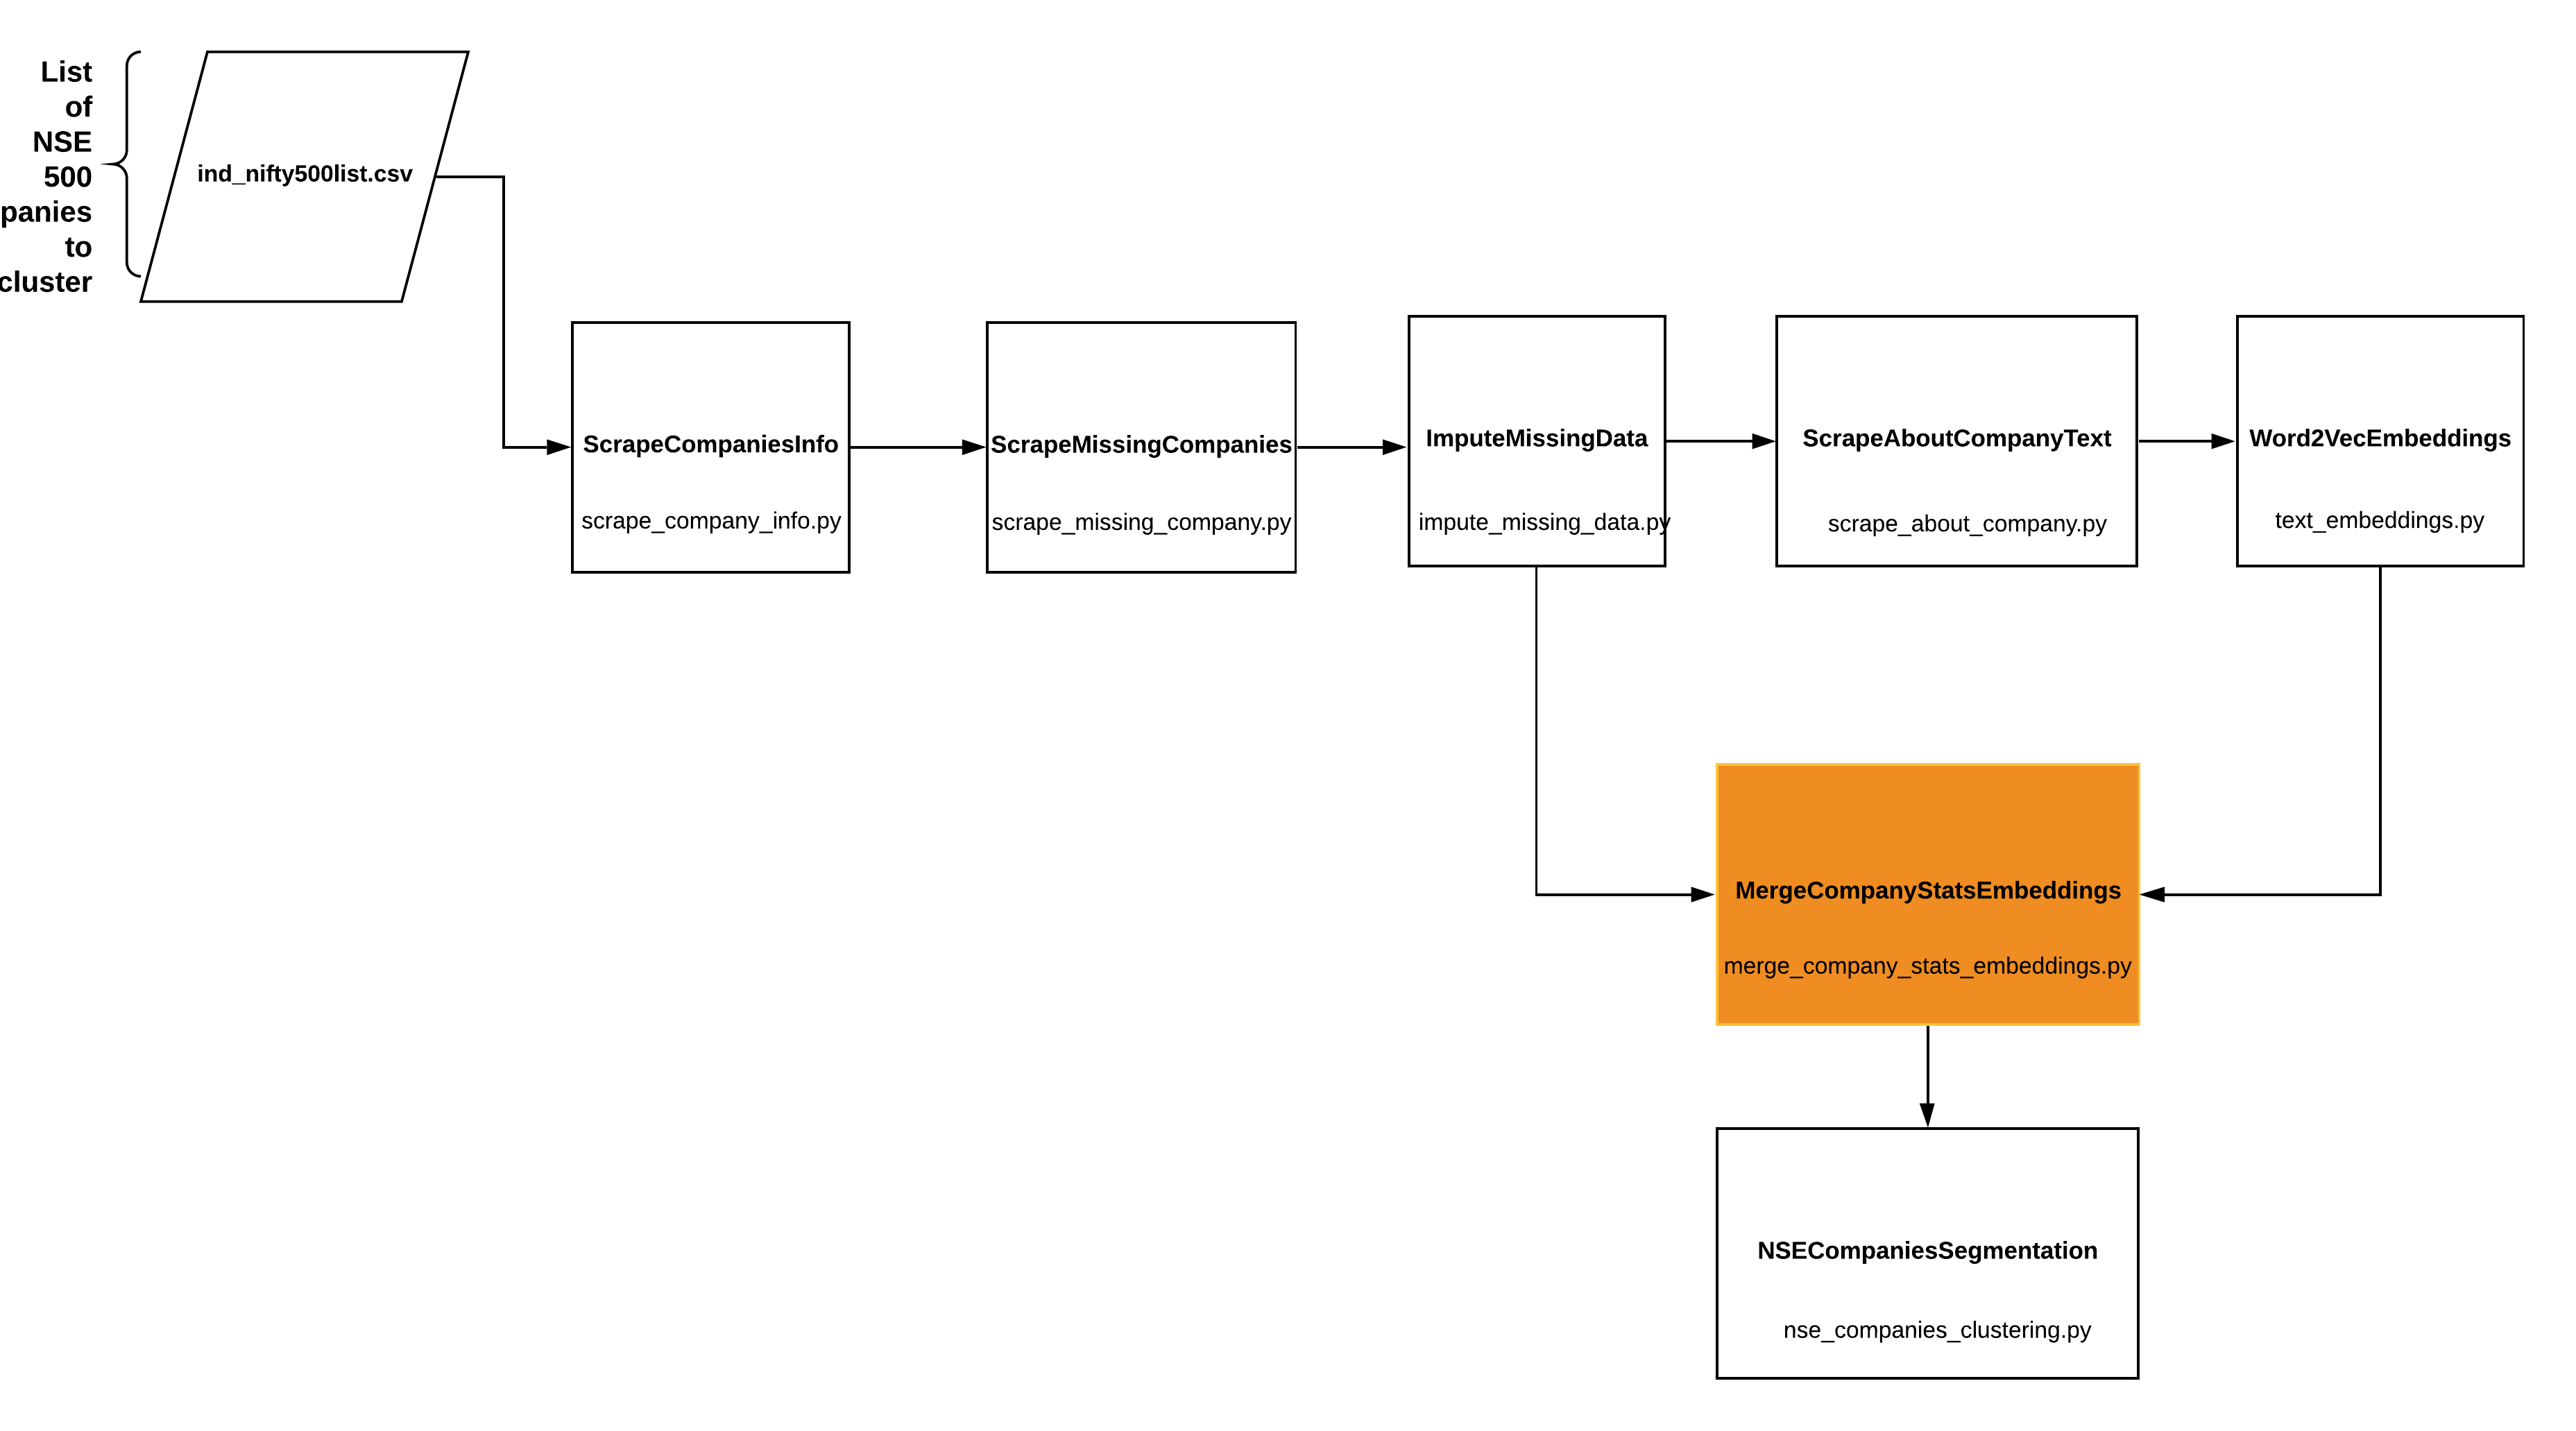 List
of
NSE
500
panies
to
cluster
ind_nifty500list.csv
ScrapeCompaniesInfo
scrape_company_info.py
ScrapeMissingCompanies
scrape_missing_company.py
ImputeMissingData
impute_missing_data.py
ScrapeAboutCompanyText
scrape_about_company.py
Word2VecEmbeddings
text_embeddings.py
MergeCompanyStatsEmbeddings
merge_company_stats_embeddings.py
NSECompaniesSegmentation
nse_companies_clustering.py